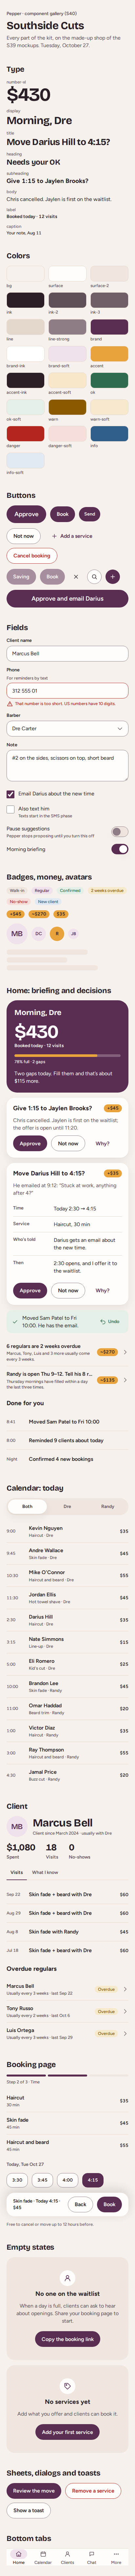 Pepper · component gallery (S40)
Southside Cuts
Every part of the kit, on the made-up shop of the
S39 mockups. Tuesday, October 27.
Type
number-xl
$430
display
Morning, Dre
title
Move Darius Hill to 4:15?
heading
Needs your OK
subheading
Give 1:15 to Jaylen Brooks?
body
Chris cancelled. Jaylen is first on the waitlist.
label
Booked today · 12 visits
caption
Your note, Aug 11
Colors
bg
surface
surface-2
ink
ink-2
ink-3
line
line-strong
brand
brand-ink
brand-soft
accent
accent-ink
accent-soft
ok
ok-soft
warn
warn-soft
danger
danger-soft
info
info-soft
Buttons
Approve
Book
Send
Not now
Add a service
Cancel booking
Saving
Book
Approve and email Darius
Fields
Client name
Marcus Bell
Phone
For reminders by text
312 555 01
That number is too short. US numbers have 10 digits.
Barber
Dre Carter
Note
#2 on the sides, scissors on top, short beard
Email Darius about the new time
Also text him
Texts start in the SMS phase
Pause suggestions
Pepper stops proposing until you turn this off
Morning briefing
Badges, money, avatars
Walk-in
Regular
Confirmed
2 weeks overdue
No-show
New client
+$45
~$270
$35
MB
DC
R
JB
Home: briefing and decisions
Morning, Dre
$430
Booked today · 12 visits
78% full · 2 gaps
Two gaps today. Fill them and that's about
$115 more.
Give 1:15 to Jaylen Brooks?
+$45
Chris cancelled. Jaylen is first on the waitlist;
the offer is open until 11:20.
Approve
Not now
Why?
Move Darius Hill to 4:15?
+$35
He emailed at 9:12: "Stuck at work, anything
after 4?"
Time
Today 2:30 → 4:15
Service
Haircut, 30 min
Who's told
Darius gets an email about
the new time.
Then
2:30 opens, and I offer it to
the waitlist.
Approve
Not now
Why?
Moved Sam Patel to Fri
10:00. He has the email.
Undo
6 regulars are 2 weeks overdue
Marcus, Tony, Luis and 3 more usually come
every 3 weeks.
~$270
Randy is open Thu 9–12. Tell his 8 r…
Thursday mornings have filled within a day
the last three times.
~$135
Done for you
8:41
Moved Sam Patel to Fri 10:00
8:00
Reminded 9 clients about today
Night
Confirmed 4 new bookings
Calendar: today
Both
Dre
Randy
9:00
Kevin Nguyen
Haircut · Dre
$35
9:45
Andre Wallace
Skin fade · Dre
$45
10:30
Mike O'Connor
Haircut and beard · Dre
$55
11:30
Jordan Ellis
Hot towel shave · Dre
$45
2:30
Darius Hill
Haircut · Dre
$35
3:15
Nate Simmons
Line-up · Dre
$15
5:00
Eli Romero
Kid's cut · Dre
$25
10:00
Brandon Lee
Skin fade · Randy
$45
11:00
Omar Haddad
Beard trim · Randy
$20
1:00
Victor Diaz
Haircut · Randy
$35
3:00
Ray Thompson
Haircut and beard · Randy
$55
4:30
Jamal Price
Buzz cut · Randy
$20
Client
MB
Marcus Bell
Client since March 2024 · usually with Dre
$1,080
Spent
18
Visits
0
No-shows
Visits
What I know
Sep 22
Skin fade + beard with Dre
$60
Aug 29
Skin fade + beard with Dre
$60
Aug 8
Skin fade with Randy
$45
Jul 18
Skin fade + beard with Dre
$60
Overdue regulars
Marcus Bell
Usually every 3 weeks · last Sep 22
Overdue
Tony Russo
Usually every 2 weeks · last Oct 6
Overdue
Luis Ortega
Usually every 3 weeks · last Sep 29
Overdue
Booking page
Step 2 of 3 · Time
Haircut
30 min
$35
Skin fade
45 min
$45
Haircut and beard
45 min
$55
Today, Tue Oct 27
3:30
3:45
4:00
4:15
Skin fade · Today 4:15 ·
$45
Back
Book
Free to cancel or move up to 12 hours before.
Empty states
No one on the waitlist
When a day is full, clients can ask to hear
about openings. Share your booking page to
start.
Copy the booking link
No services yet
Add what you offer and clients can book it.
Add your first service
Sheets, dialogs and toasts
Review the move
Remove a service
Show a toast
Bottom tabs
Home
Calendar
Clients
Chat
More